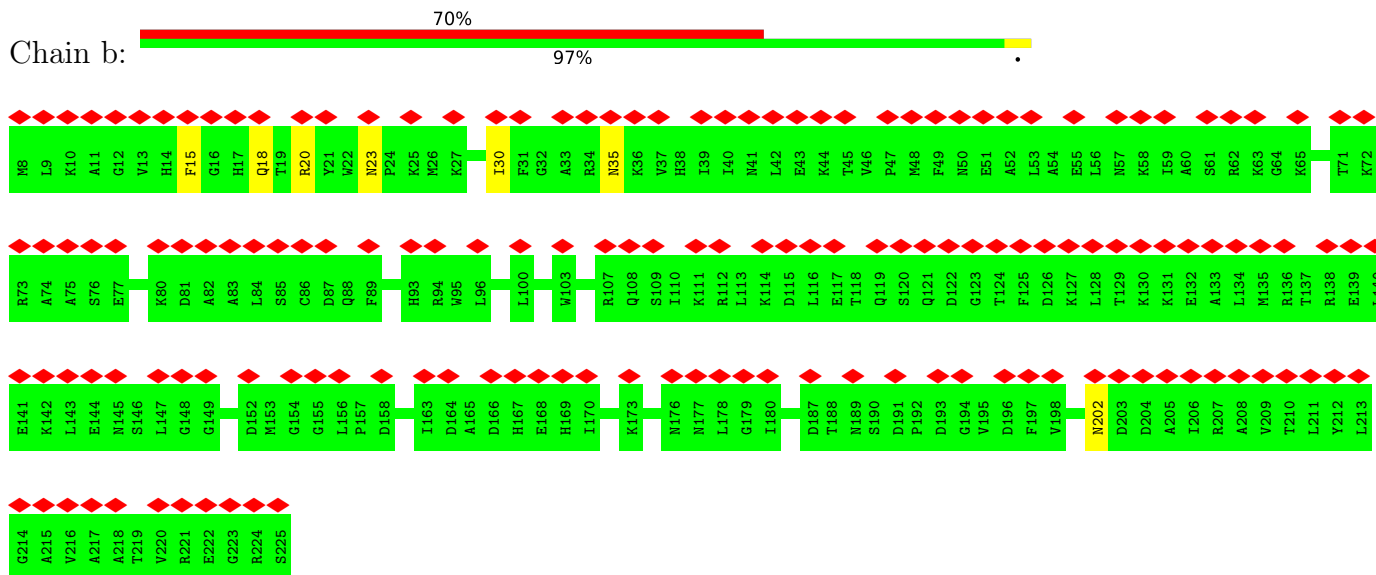 70%
Chain b:
97%
.
M8 L9 K10 A11 G12 V13 H14 F15 G16 H17 Q18 T19 R20 Y21 W22 N23 P24 K25 M26 K27 I30 F31 G32 A33 R34 N35 K36 V37 H38 I39 I40 N41 L42 E43 K44 T45 V46 P47 M48 F49 N50 E51 A52 L53 A54 E55 L56 N57 K58 I59 A60 S61 R62 K63 G64 K65 T71 K72
R73 A74 A75 S76 E77 K80 D81 A82 A83 L84 S85 C86 D87 Q88 F89 H93 R94 W95 L96 L100 W103 R107 Q108 S109 I110 K111 R112 L113 K114 D115 L116 E117 T118 Q119 S120 Q121 D122 G123 T124 F125 D126 K127 L128 T129 K130 K131 E132 A133 L134 M135 R136 T137 R138 E139 L140
E141 K142 L143 E144 N145 S146 L147 G148 G149 D152 M153 G154 G155 L156 P157 D158 I163 D164 A165 D166 H167 E168 H169 I170 K173 N176 N177 L178 G179 I180 D187 T188 N189 S190 D191 P192 D193 G194 V195 D196 F197 V198 N202 D203 D204 A205 I206 R207 A208 V209 T210 L211 Y212 L213
G214 A215 V216 A217 A218 T219 V220 R221 E222 G223 R224 S225